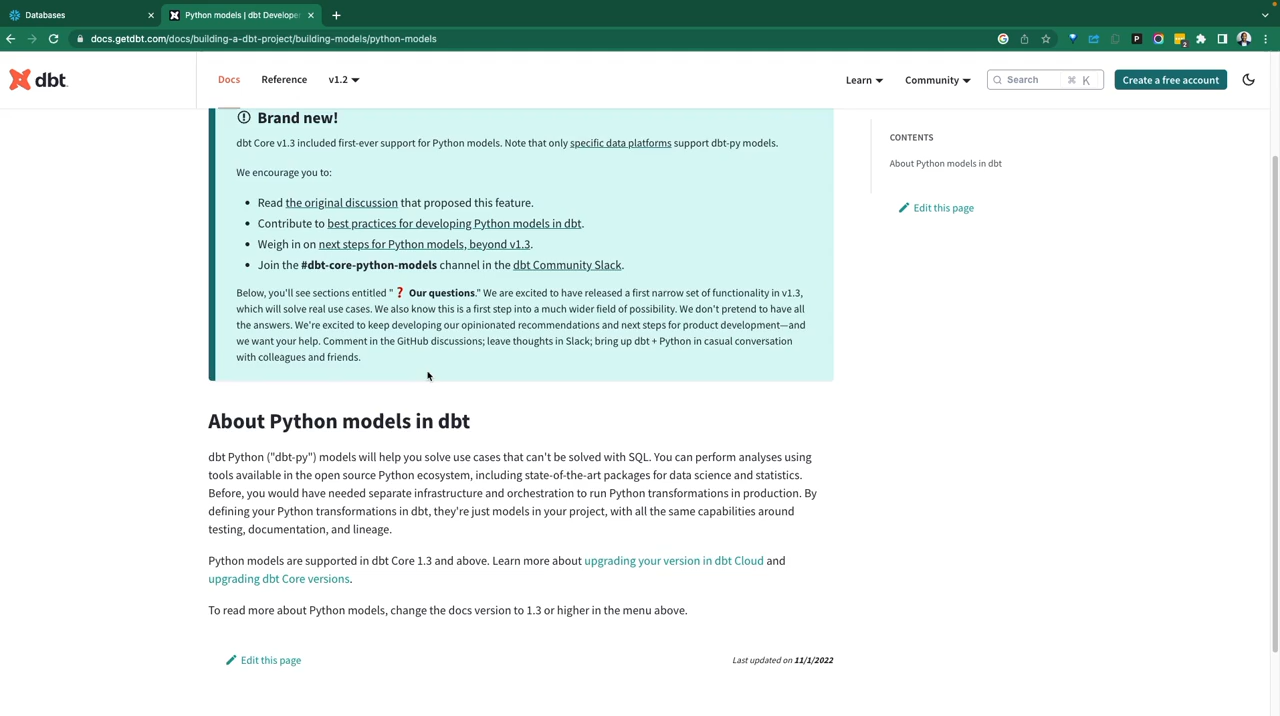 Databases
Python models | dbt Developer
docs.getdbt.com/docs/building-a-dbt-project/building-models/python-models
P
2
dbt
Docs
Reference
v1.2
Learn
Community
Search
⌘ K
Create a free account
Brand new!
dbt Core v1.3 included first-ever support for Python models. Note that only specific data platforms support dbt-py models.
We encourage you to:
• Read the original discussion that proposed this feature.
• Contribute to best practices for developing Python models in dbt.
• Weigh in on next steps for Python models, beyond v1.3.
• Join the #dbt-core-python-models channel in the dbt Community Slack.
Below, you'll see sections entitled "❓ Our questions." We are excited to have released a first narrow set of functionality in v1.3,
which will solve real use cases. We also know this is a first step into a much wider field of possibility. We don't pretend to have all
the answers. We're excited to keep developing our opinionated recommendations and next steps for product development—and
we want your help. Comment in the GitHub discussions; leave thoughts in Slack; bring up dbt + Python in casual conversation
with colleagues and friends.
About Python models in dbt
dbt Python ("dbt-py") models will help you solve use cases that can't be solved with SQL. You can perform analyses using
tools available in the open source Python ecosystem, including state-of-the-art packages for data science and statistics.
Before, you would have needed separate infrastructure and orchestration to run Python transformations in production. By
defining your Python transformations in dbt, they're just models in your project, with all the same capabilities around
testing, documentation, and lineage.
Python models are supported in dbt Core 1.3 and above. Learn more about upgrading your version in dbt Cloud and
upgrading dbt Core versions.
To read more about Python models, change the docs version to 1.3 or higher in the menu above.
Edit this page
Last updated on 11/1/2022
CONTENTS
About Python models in dbt
Edit this page